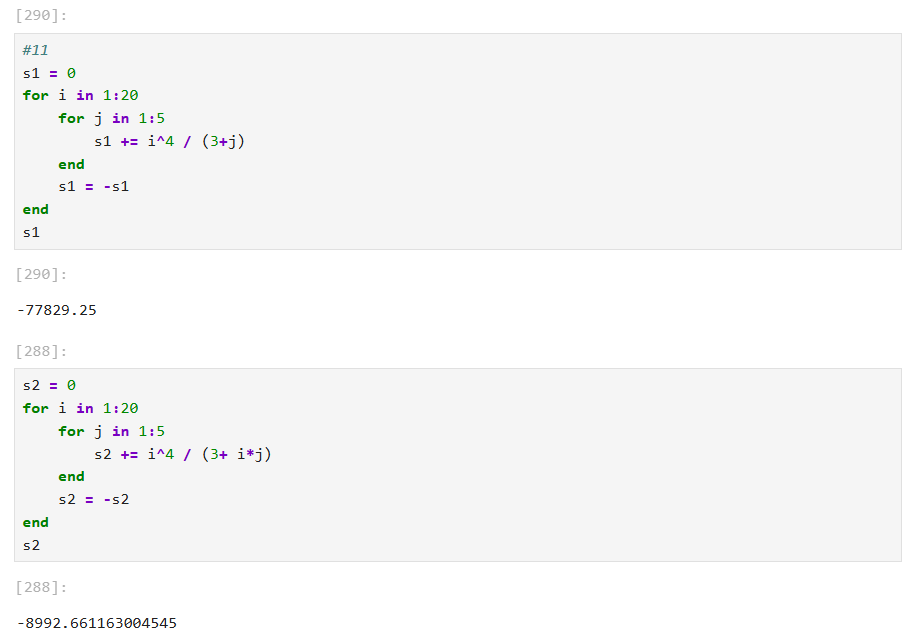 [290]:
#11
s1 = 0
for i in 1:20
    for j in 1:5
        s1 += i^4 / (3+j)
    end
    s1 = -s1
end
s1
[290]:
-77829.25
[288]:
s2 = 0
for i in 1:20
    for j in 1:5
        s2 += i^4 / (3+ i*j)
    end
    s2 = -s2
end
s2
[288]:
-8992.661163004545